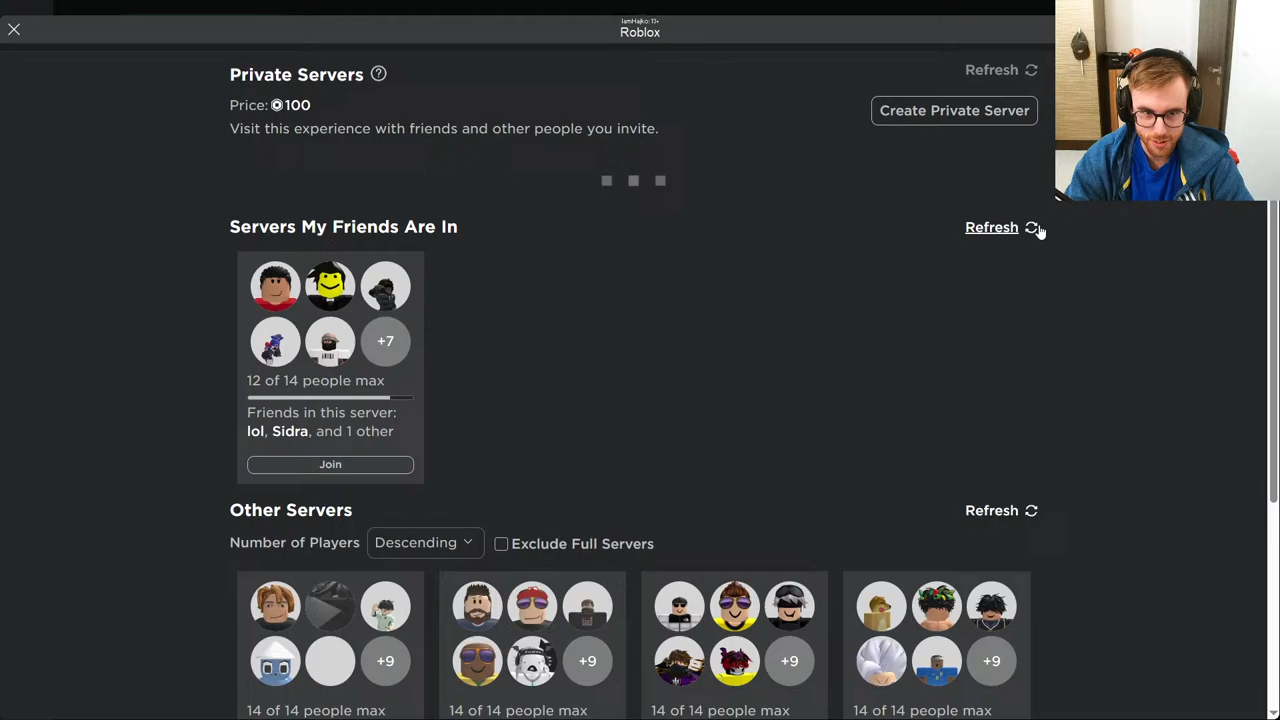 IamHajko: 13+
Roblox
Private Servers
Refresh
Price: 100
Create Private Server
Visit this experience with friends and other people you invite.
Servers My Friends Are In
Refresh
+7
12 of 14 people max
Friends in this server:
lol, Sidra, and 1 other
Join
Other Servers
Refresh
Number of Players
Descending
Exclude Full Servers
+9
+9
+9
+9
14 of 14 people max
14 of 14 people max
14 of 14 people max
14 of 14 people max